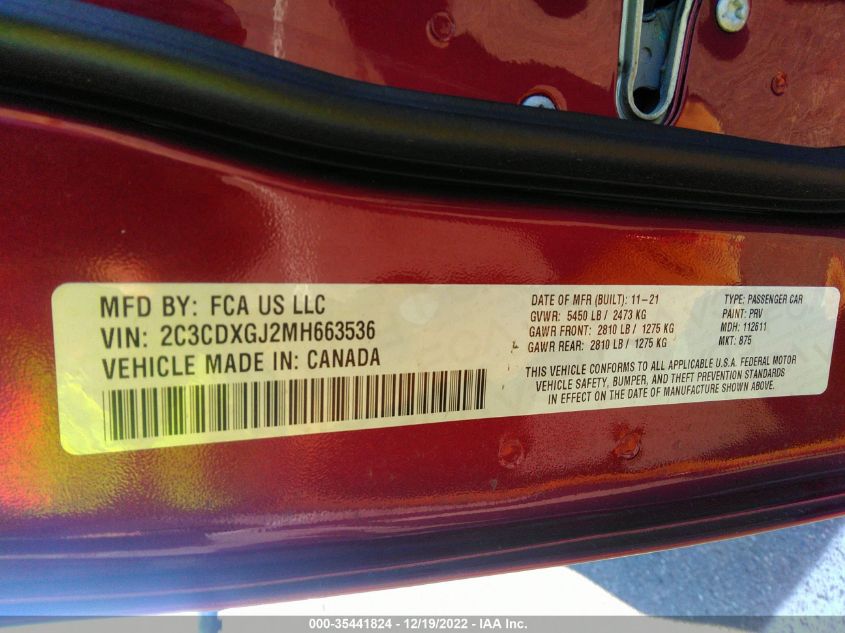 MFD BY: FCA US LLC
VIN: 2C3CDXGJ2MH663536
VEHICLE MADE IN: CANADA
DATE OF MFR (BUILT): 11-21
GVWR: 5450 LB / 2473 KG
GAWR FRONT: 2810 LB / 1275 KG
GAWR REAR: 2810 LB / 1275 KG
TYPE: PASSENGER CAR
PAINT: PRV
MDH: 112611
MKT: 875
THIS VEHICLE CONFORMS TO ALL APPLICABLE U.S.A. FEDERAL MOTOR
VEHICLE SAFETY, BUMPER, AND THEFT PREVENTION STANDARDS
IN EFFECT ON THE DATE OF MANUFACTURE SHOWN ABOVE.
000-35441824 - 12/19/2022 - IAA Inc.